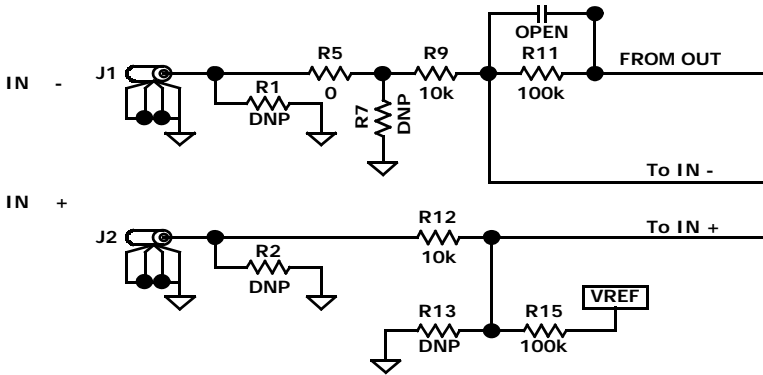 OPEN
R5
R9
R11
FROM OUT
J1
IN -
R1
0
10k
100k
DNP
R7
DNP
To IN -
IN +
R12
To IN +
J2
R2
10k
DNP
R13
R15
VREF
DNP
100k